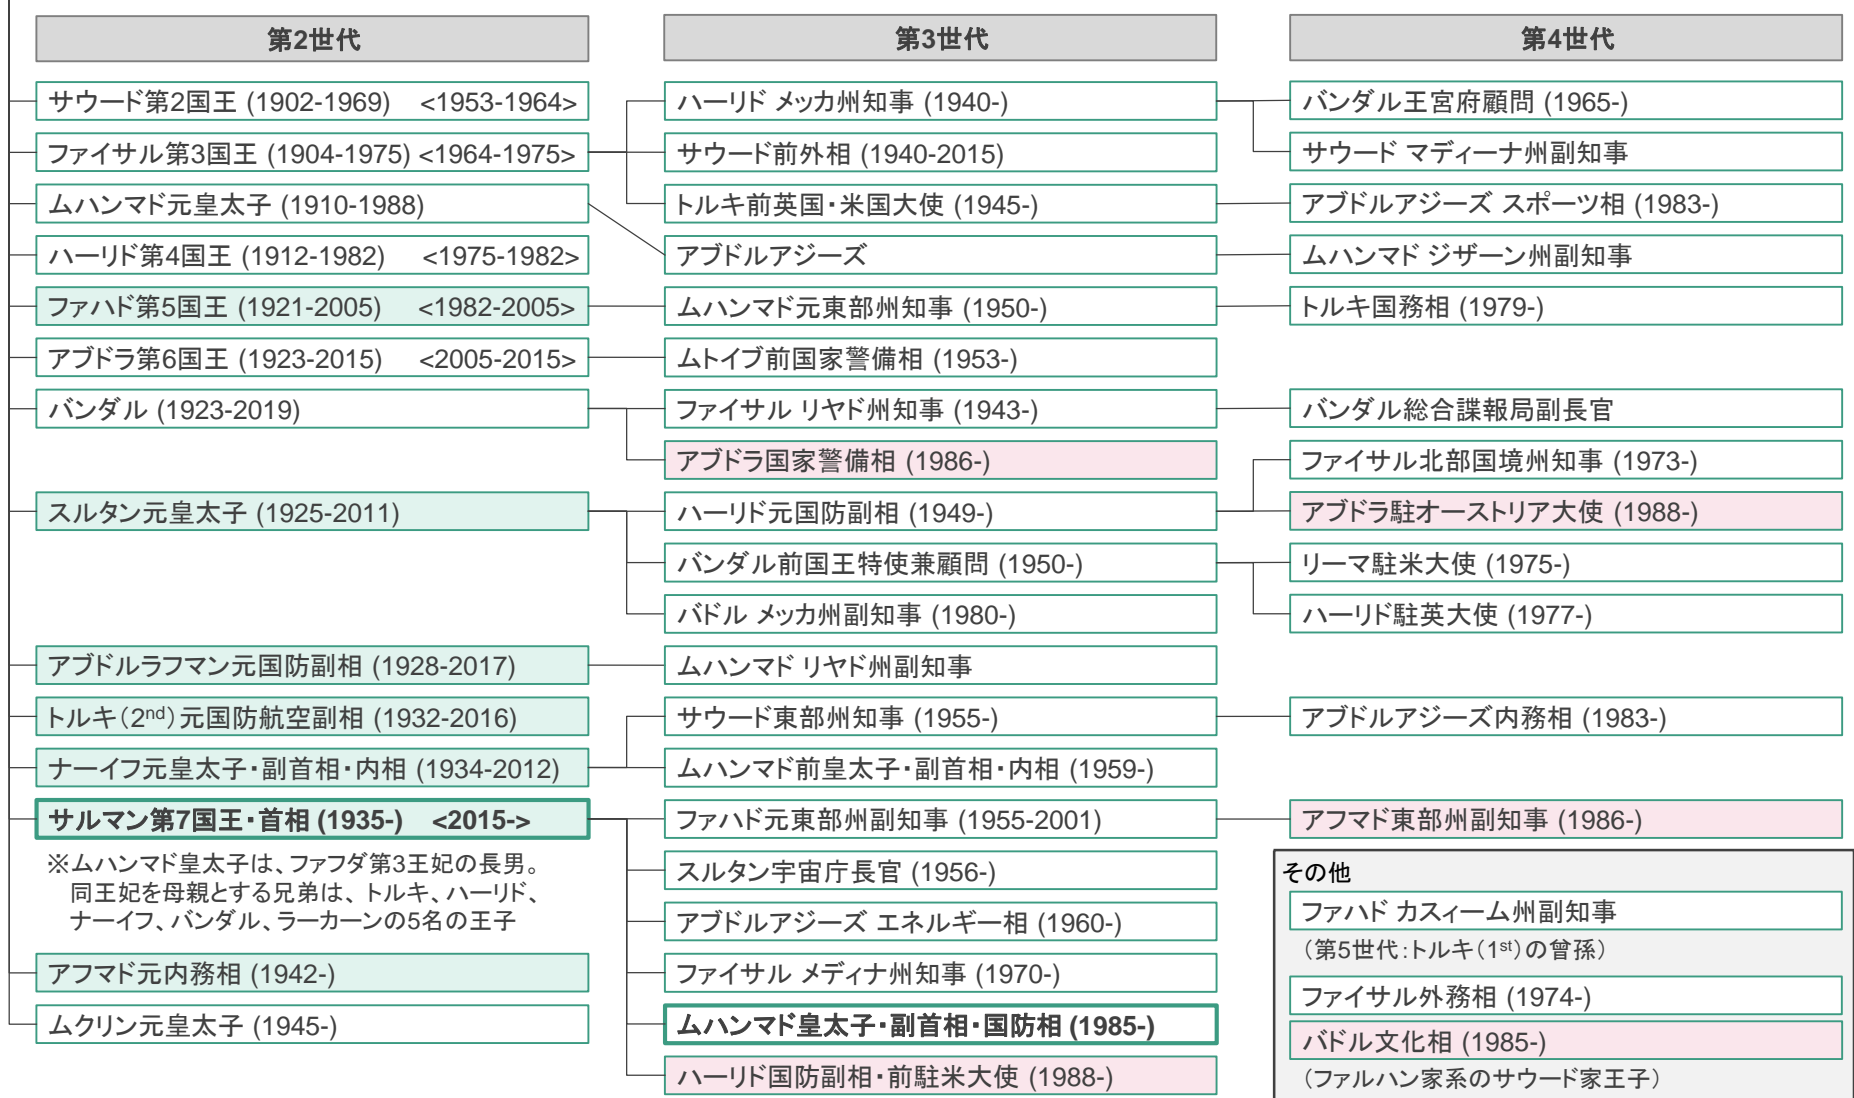 第2世代
第3世代
第4世代
サウード第2国王 (1902-1969) <1953-1964>
ハーリド メッカ州知事 (1940-)
バンダル王宮府顧問 (1965-)
ファイサル第3国王 (1904-1975) <1964-1975>
サウード前外相 (1940-2015)
サウード マディーナ州副知事
ムハンマド元皇太子 (1910-1988)
トルキ前英国・米国大使 (1945-)
アブドルアジーズ スポーツ相 (1983-)
ハーリド第4国王 (1912-1982) <1975-1982>
アブドルアジーズ
ムハンマド ジザーン州副知事
ファハド第5国王 (1921-2005) <1982-2005>
ムハンマド元東部州知事 (1950-)
トルキ国務相 (1979-)
アブドラ第6国王 (1923-2015) <2005-2015>
ムトイブ前国家警備相 (1953-)
バンダル (1923-2019)
ファイサル リヤド州知事 (1943-)
バンダル総合諜報局副長官
アブドラ国家警備相 (1986-)
ファイサル北部国境州知事 (1973-)
スルタン元皇太子 (1925-2011)
ハーリド元国防副相 (1949-)
アブドラ駐オーストリア大使 (1988-)
バンダル前国王特使兼顧問 (1950-)
リーマ駐米大使 (1975-)
バドル メッカ州副知事 (1980-)
ハーリド駐英大使 (1977-)
アブドルラフマン元国防副相 (1928-2017)
ムハンマド リヤド州副知事
トルキ(2nd)元国防航空副相 (1932-2016)
サウード東部州知事 (1955-)
アブドルアジーズ内務相 (1983-)
ナーイフ元皇太子・副首相・内相 (1934-2012)
ムハンマド前皇太子・副首相・内相 (1959-)
サルマン第7国王・首相 (1935-) <2015->
ファハド元東部州副知事 (1955-2001)
アフマド東部州副知事 (1986-)
※ムハンマド皇太子は、ファフダ第3王妃の長男。
同王妃を母親とする兄弟は、トルキ、ハーリド、
ナーイフ、バンダル、ラーカーンの5名の王子
スルタン宇宙庁長官 (1956-)
アブドルアジーズ エネルギー相 (1960-)
アフマド元内務相 (1942-)
ファイサル メディナ州知事 (1970-)
ムクリン元皇太子 (1945-)
ムハンマド皇太子・副首相・国防相 (1985-)
ハーリド国防副相・前駐米大使 (1988-)
その他
ファハド カスィーム州副知事
(第5世代:トルキ(1st)の曾孫)
ファイサル外務相 (1974-)
バドル文化相 (1985-)
(ファルハン家系のサウード家王子)